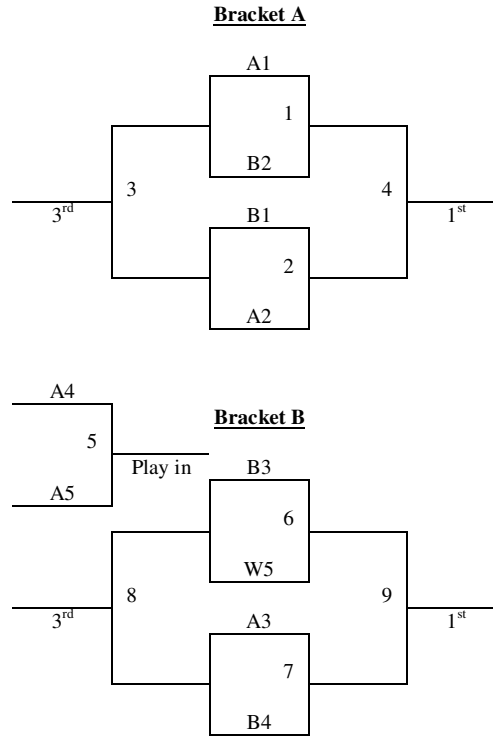 Bracket A
A1
1
B2
3 4
3rd 1st
B1
2
A2
A4
Bracket B
5
Play in
B3
A5
6
W5
8 9
3rd 1st
A3
7
B4